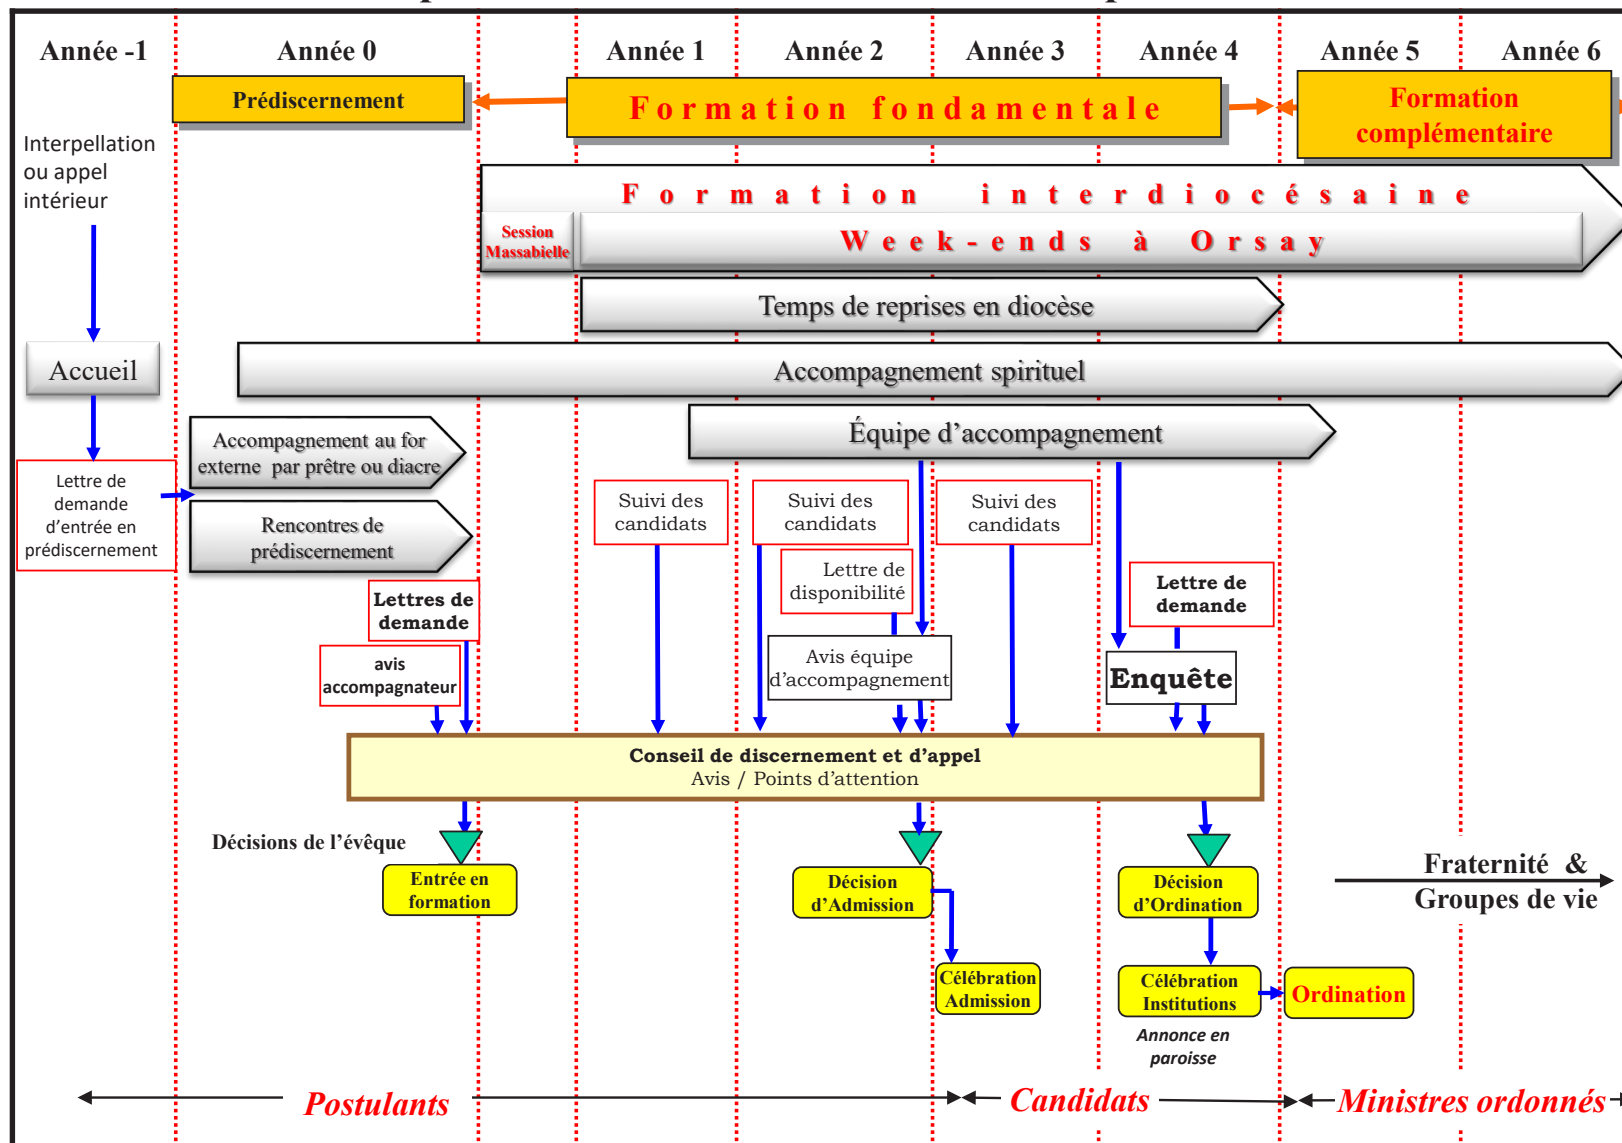 Année -1
Année 0
Année 1
Année 2
Année 3
Année 4
Année 5
Année 6
Prédiscernement
Formation fondamentale
Formation
complémentaire
Interpellation
ou appel
intérieur
Formation interdiocésaine
Session
Massabielle
Week-ends à Orsay
Temps de reprises en diocèse
Accueil
Accompagnement spirituel
Équipe d'accompagnement
Accompagnement au for
externe par prêtre ou diacre
Lettre de
demande
d'entrée en
prédiscernement
Rencontres de
prédiscernement
Suivi des
candidats
Suivi des
candidats
Suivi des
candidats
Lettre de
disponibilité
Lettre de
demande
Lettres de
demande
avis
accompagnateur
Avis équipe
d'accompagnement
Enquête
Conseil de discernement et d'appel
Avis / Points d'attention
Décisions de l'évêque
Entrée en
formation
Décision
d'Admission
Décision
d'Ordination
Fraternité &
Groupes de vie
Célébration
Admission
Célébration
Institutions
Ordination
Annonce en
paroisse
Postulants
Candidats
Ministres ordonnés